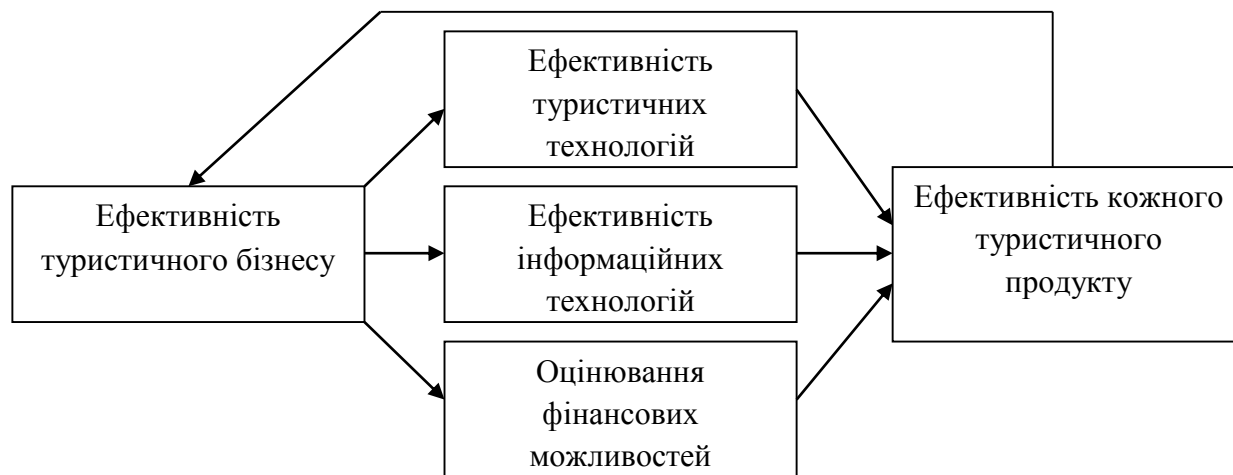 Ефективність
туристичного бізнесу
Ефективність
туристичних
технологій
Ефективність
інформаційних
технологій
Оцінювання
фінансових
можливостей
Ефективність кожного
туристичного
продукту